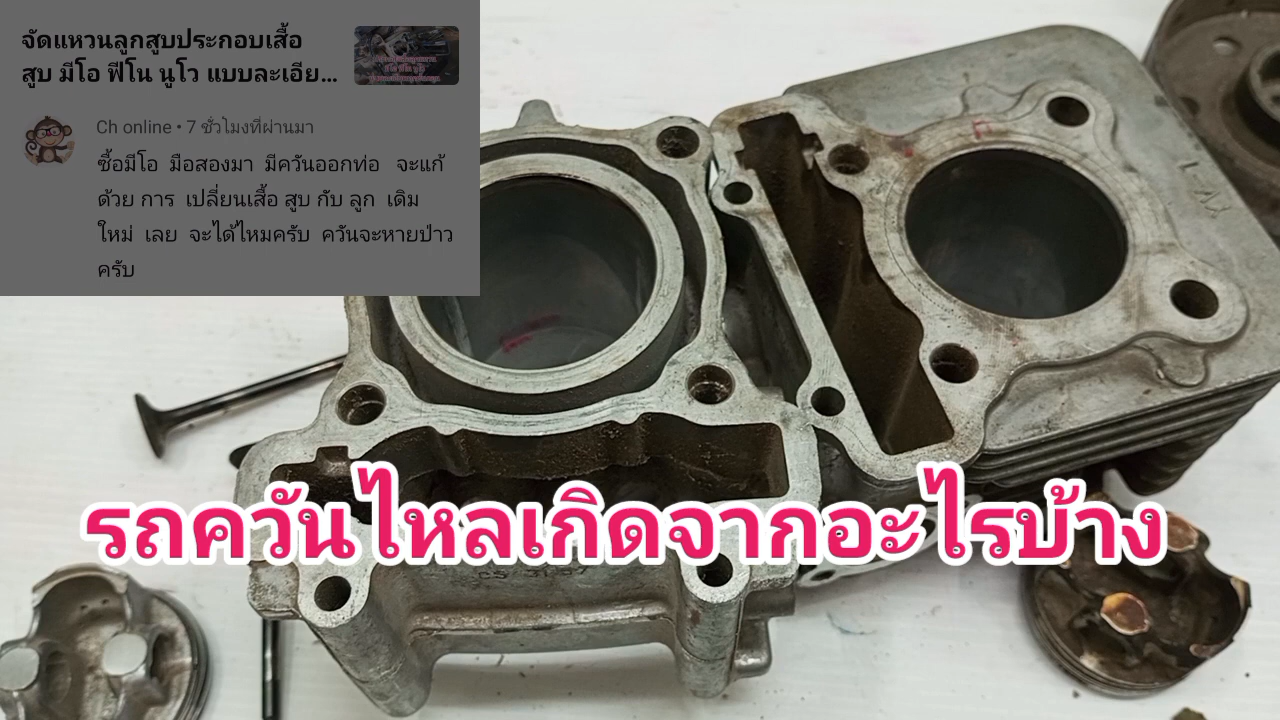 จัดแหวนลูกสูบประกอบเสื้อ
สูบ มีโอ ฟีโน นูโว แบบละเอีย...
Ch online • 7 ชั่วโมงที่ผ่านมา
ซื้อมีโอ มือสองมา มีควันออกท่อ จะแก้
ด้วย การ เปลี่ยนเสื้อ สูบ กับ ลูก เดิม
ใหม่ เลย จะได้ไหมครับ ควันจะหายป่าว
ครับ
รถควันไหลเกิดจากอะไรบ้าง